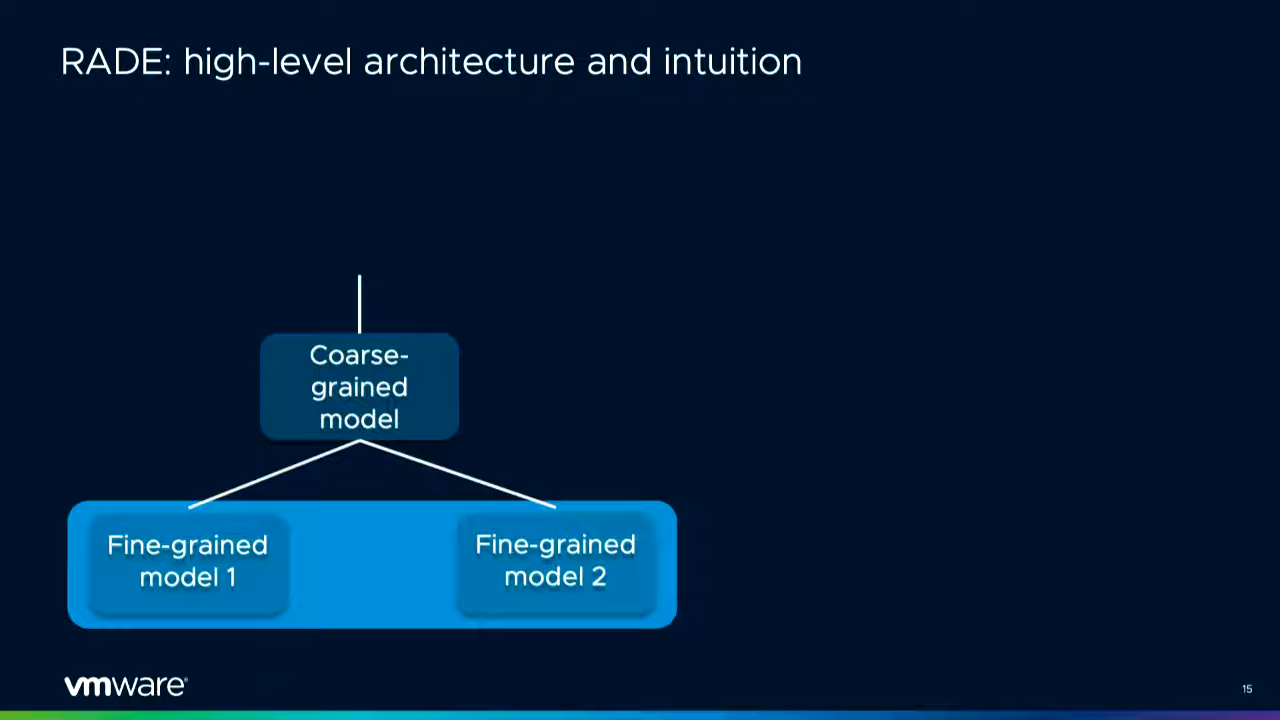 RADE: high-level architecture and intuition
Coarse-
grained
model
Fine-grained
model 1
Fine-grained
model 2
vmware®
15